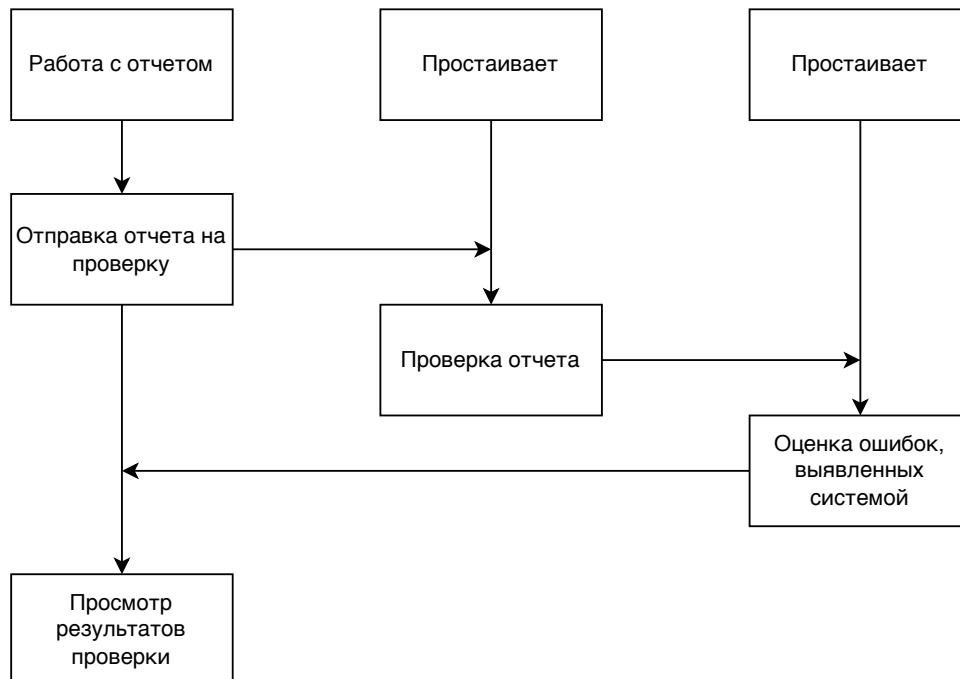 Работа с отчетом
Простаивает
Простаивает
Отправка отчета на
проверку
Проверка отчета
Оценка ошибок,
выявленных
системой
Просмотр
результатов
проверки